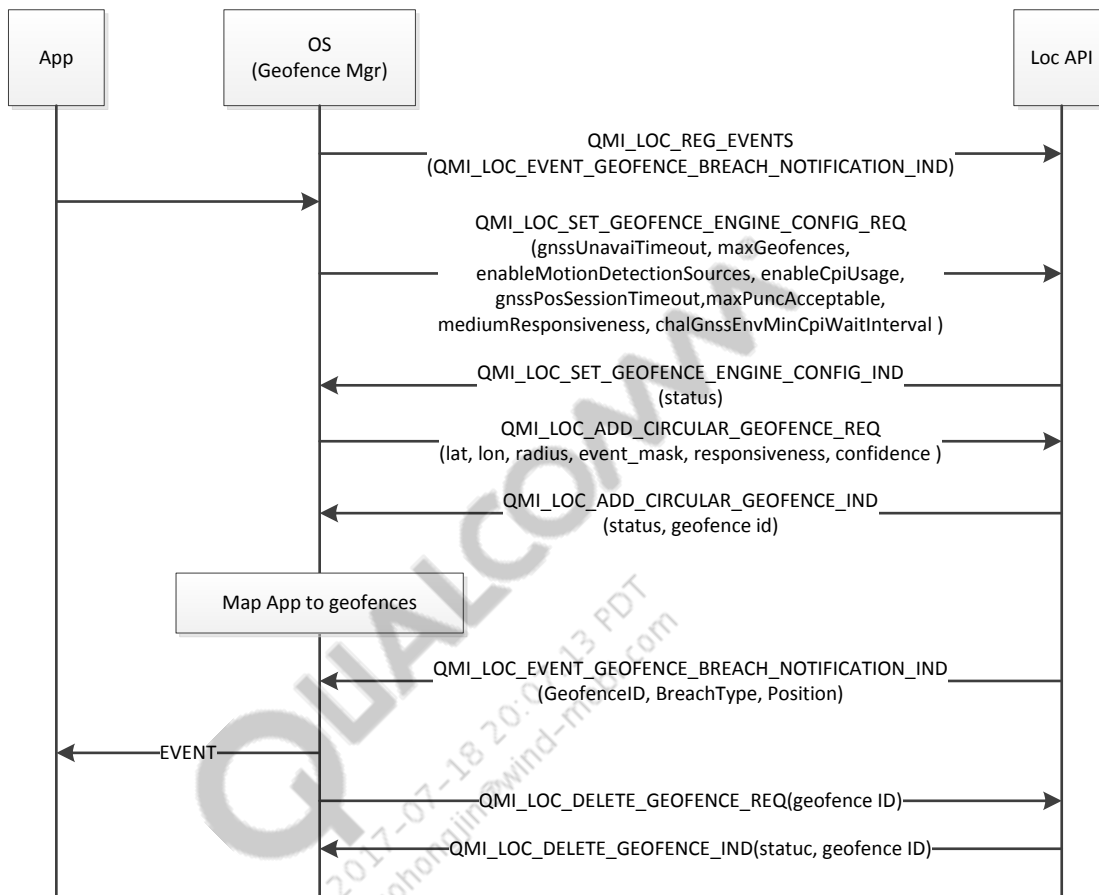 App
OS
(Geofence Mgr)
Loc API
QMI_LOC_REG_EVENTS
(QMI_LOC_EVENT_GEOFENCE_BREACH_NOTIFICATION_IND)
QMI_LOC_SET_GEOFENCE_ENGINE_CONFIG_REQ
(gnssUnavaiTimeout, maxGeofences,
enableMotionDetectionSources, enableCpiUsage,
gnssPosSessionTimeout,maxPuncAcceptable,
mediumResponsiveness, chalGnssEnvMinCpiWaitInterval )
QMI_LOC_SET_GEOFENCE_ENGINE_CONFIG_IND
(status)
QMI_LOC_ADD_CIRCULAR_GEOFENCE_REQ
(lat, lon, radius, event_mask, responsiveness, confidence )
QMI_LOC_ADD_CIRCULAR_GEOFENCE_IND
(status, geofence id)
Map App to geofences
QMI_LOC_EVENT_GEOFENCE_BREACH_NOTIFICATION_IND
(GeofenceID, BreachType, Position)
EVENT
QMI_LOC_DELETE_GEOFENCE_REQ(geofence ID)
QMI_LOC_DELETE_GEOFENCE_IND(statuc, geofence ID)
QUALCOMM
2017-07-18 20:07:13 PDT